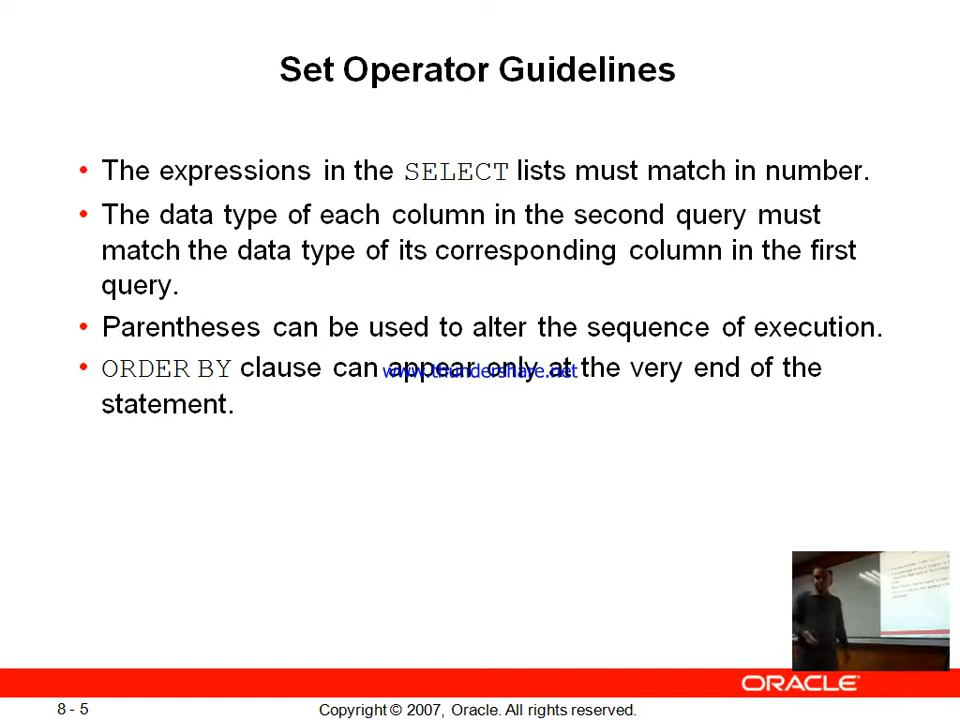 Set Operator Guidelines
• The expressions in the SELECT lists must match in number.
• The data type of each column in the second query must
match the data type of its corresponding column in the first
query.
• Parentheses can be used to alter the sequence of execution.
• ORDER BY clause can appear only at the very end of the
statement.
www.thundershare.net
ORACLE
8 - 5
Copyright © 2007, Oracle. All rights reserved.